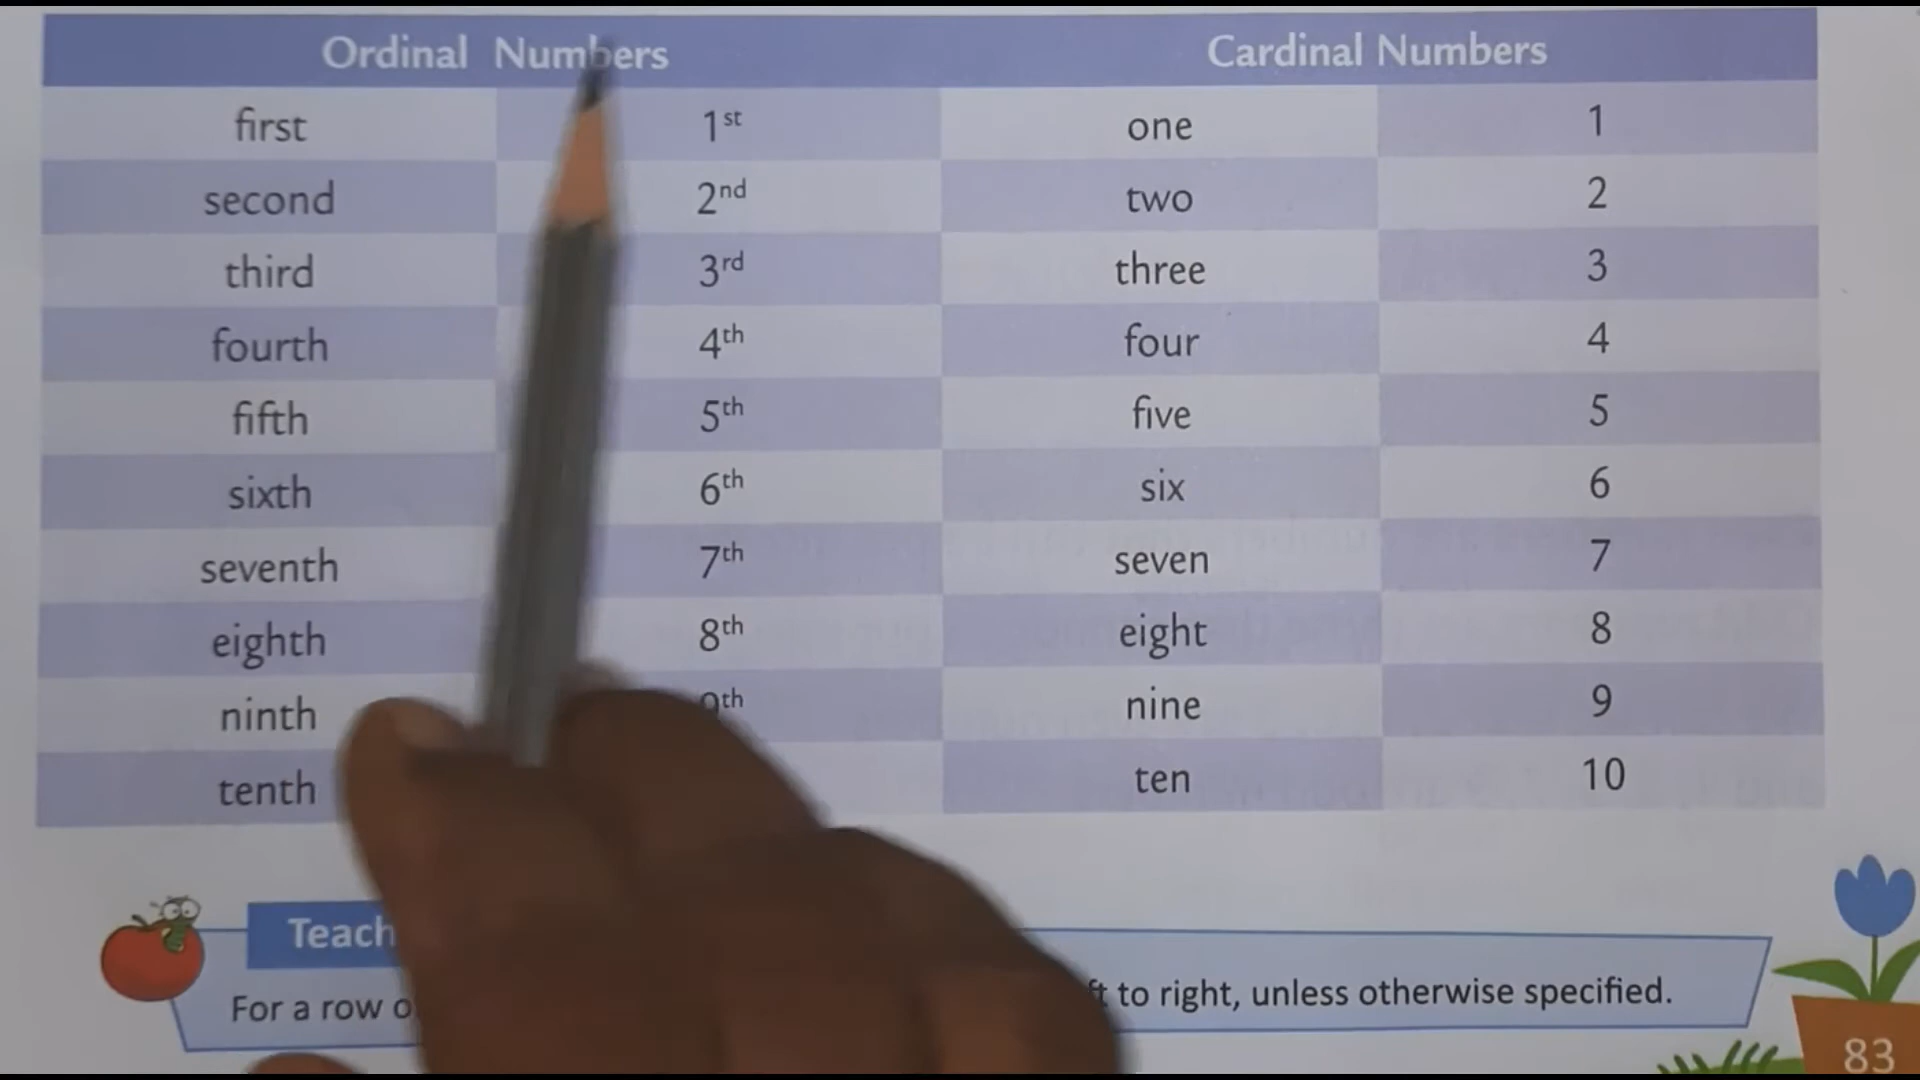 Ordinal Numbers Cardinal Numbers
first 1st one 1
second 2nd two 2
third 3rd three 3
fourth 4th four 4
fifth 5th five 5
sixth 6th six 6
seventh 7th seven 7
eighth 8th eight 8
ninth 9th nine 9
tenth ten 10
For a row to right, unless otherwise specified.
83